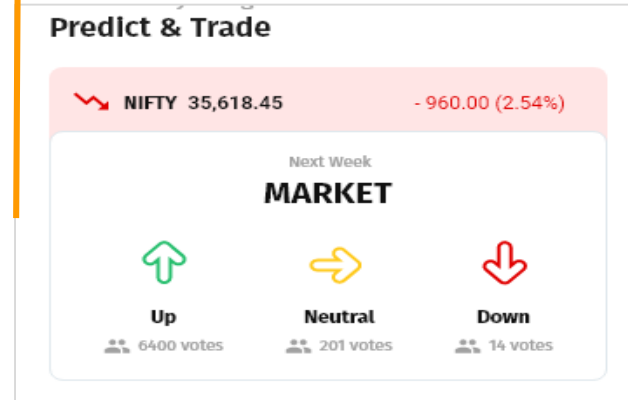 Predict & Trade
NIFTY 35,618.45 - 960.00 (2.54%)
Next Week
MARKET
Up Neutral Down
6400 votes 201 votes 14 votes